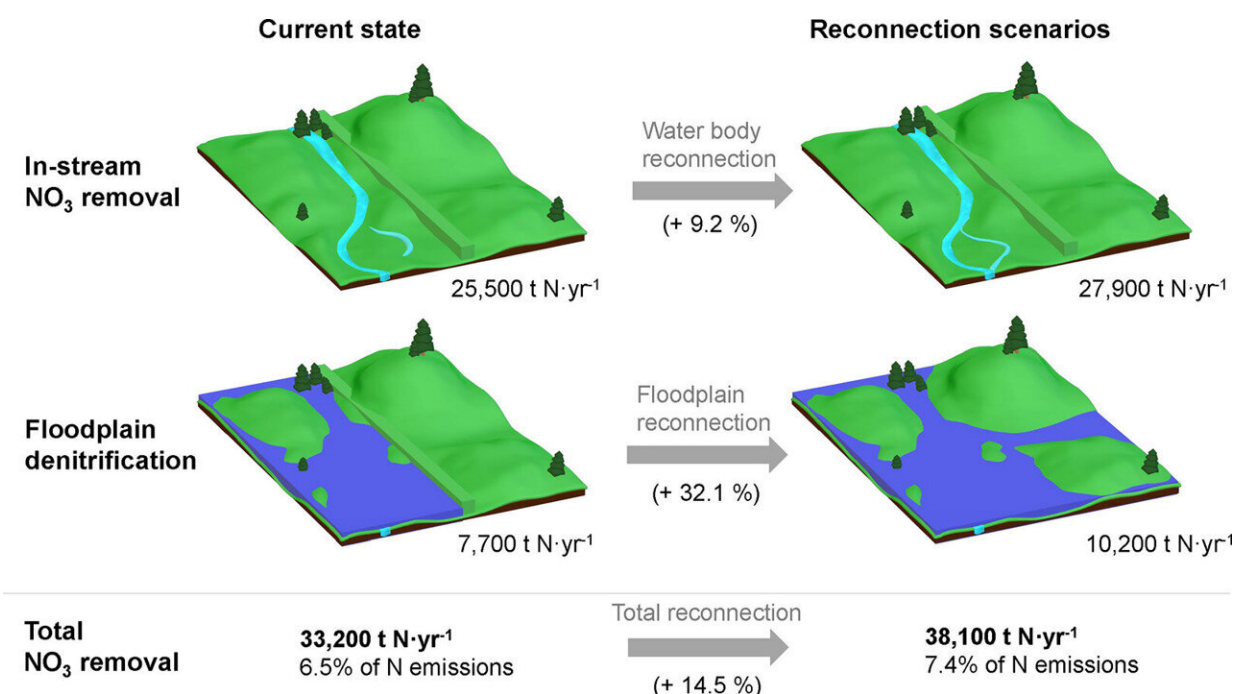 Current state
Reconnection scenarios
In-stream
NO₃ removal
Water body
reconnection
(+ 9.2 %)
25,500 t N·yr⁻¹
27,900 t N·yr⁻¹
Floodplain
denitrification
Floodplain
reconnection
(+ 32.1 %)
7,700 t N·yr⁻¹
10,200 t N·yr⁻¹
Total
NO₃ removal
33,200 t N·yr⁻¹
6.5% of N emissions
Total reconnection
(+ 14.5 %)
38,100 t N·yr⁻¹
7.4% of N emissions